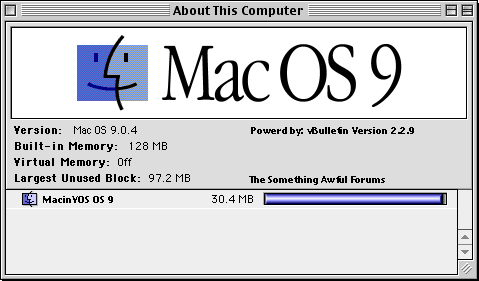 About This Computer
Mac OS 9
Version: Mac OS 9.0.4 Powerd by: vBulletin Version 2.2.9
Built-in Memory: 128 MB
Virtual Memory: Off
Largest Unused Block: 97.2 MB The Something Awful Forums
MacinYOS OS 9 30.4 MB